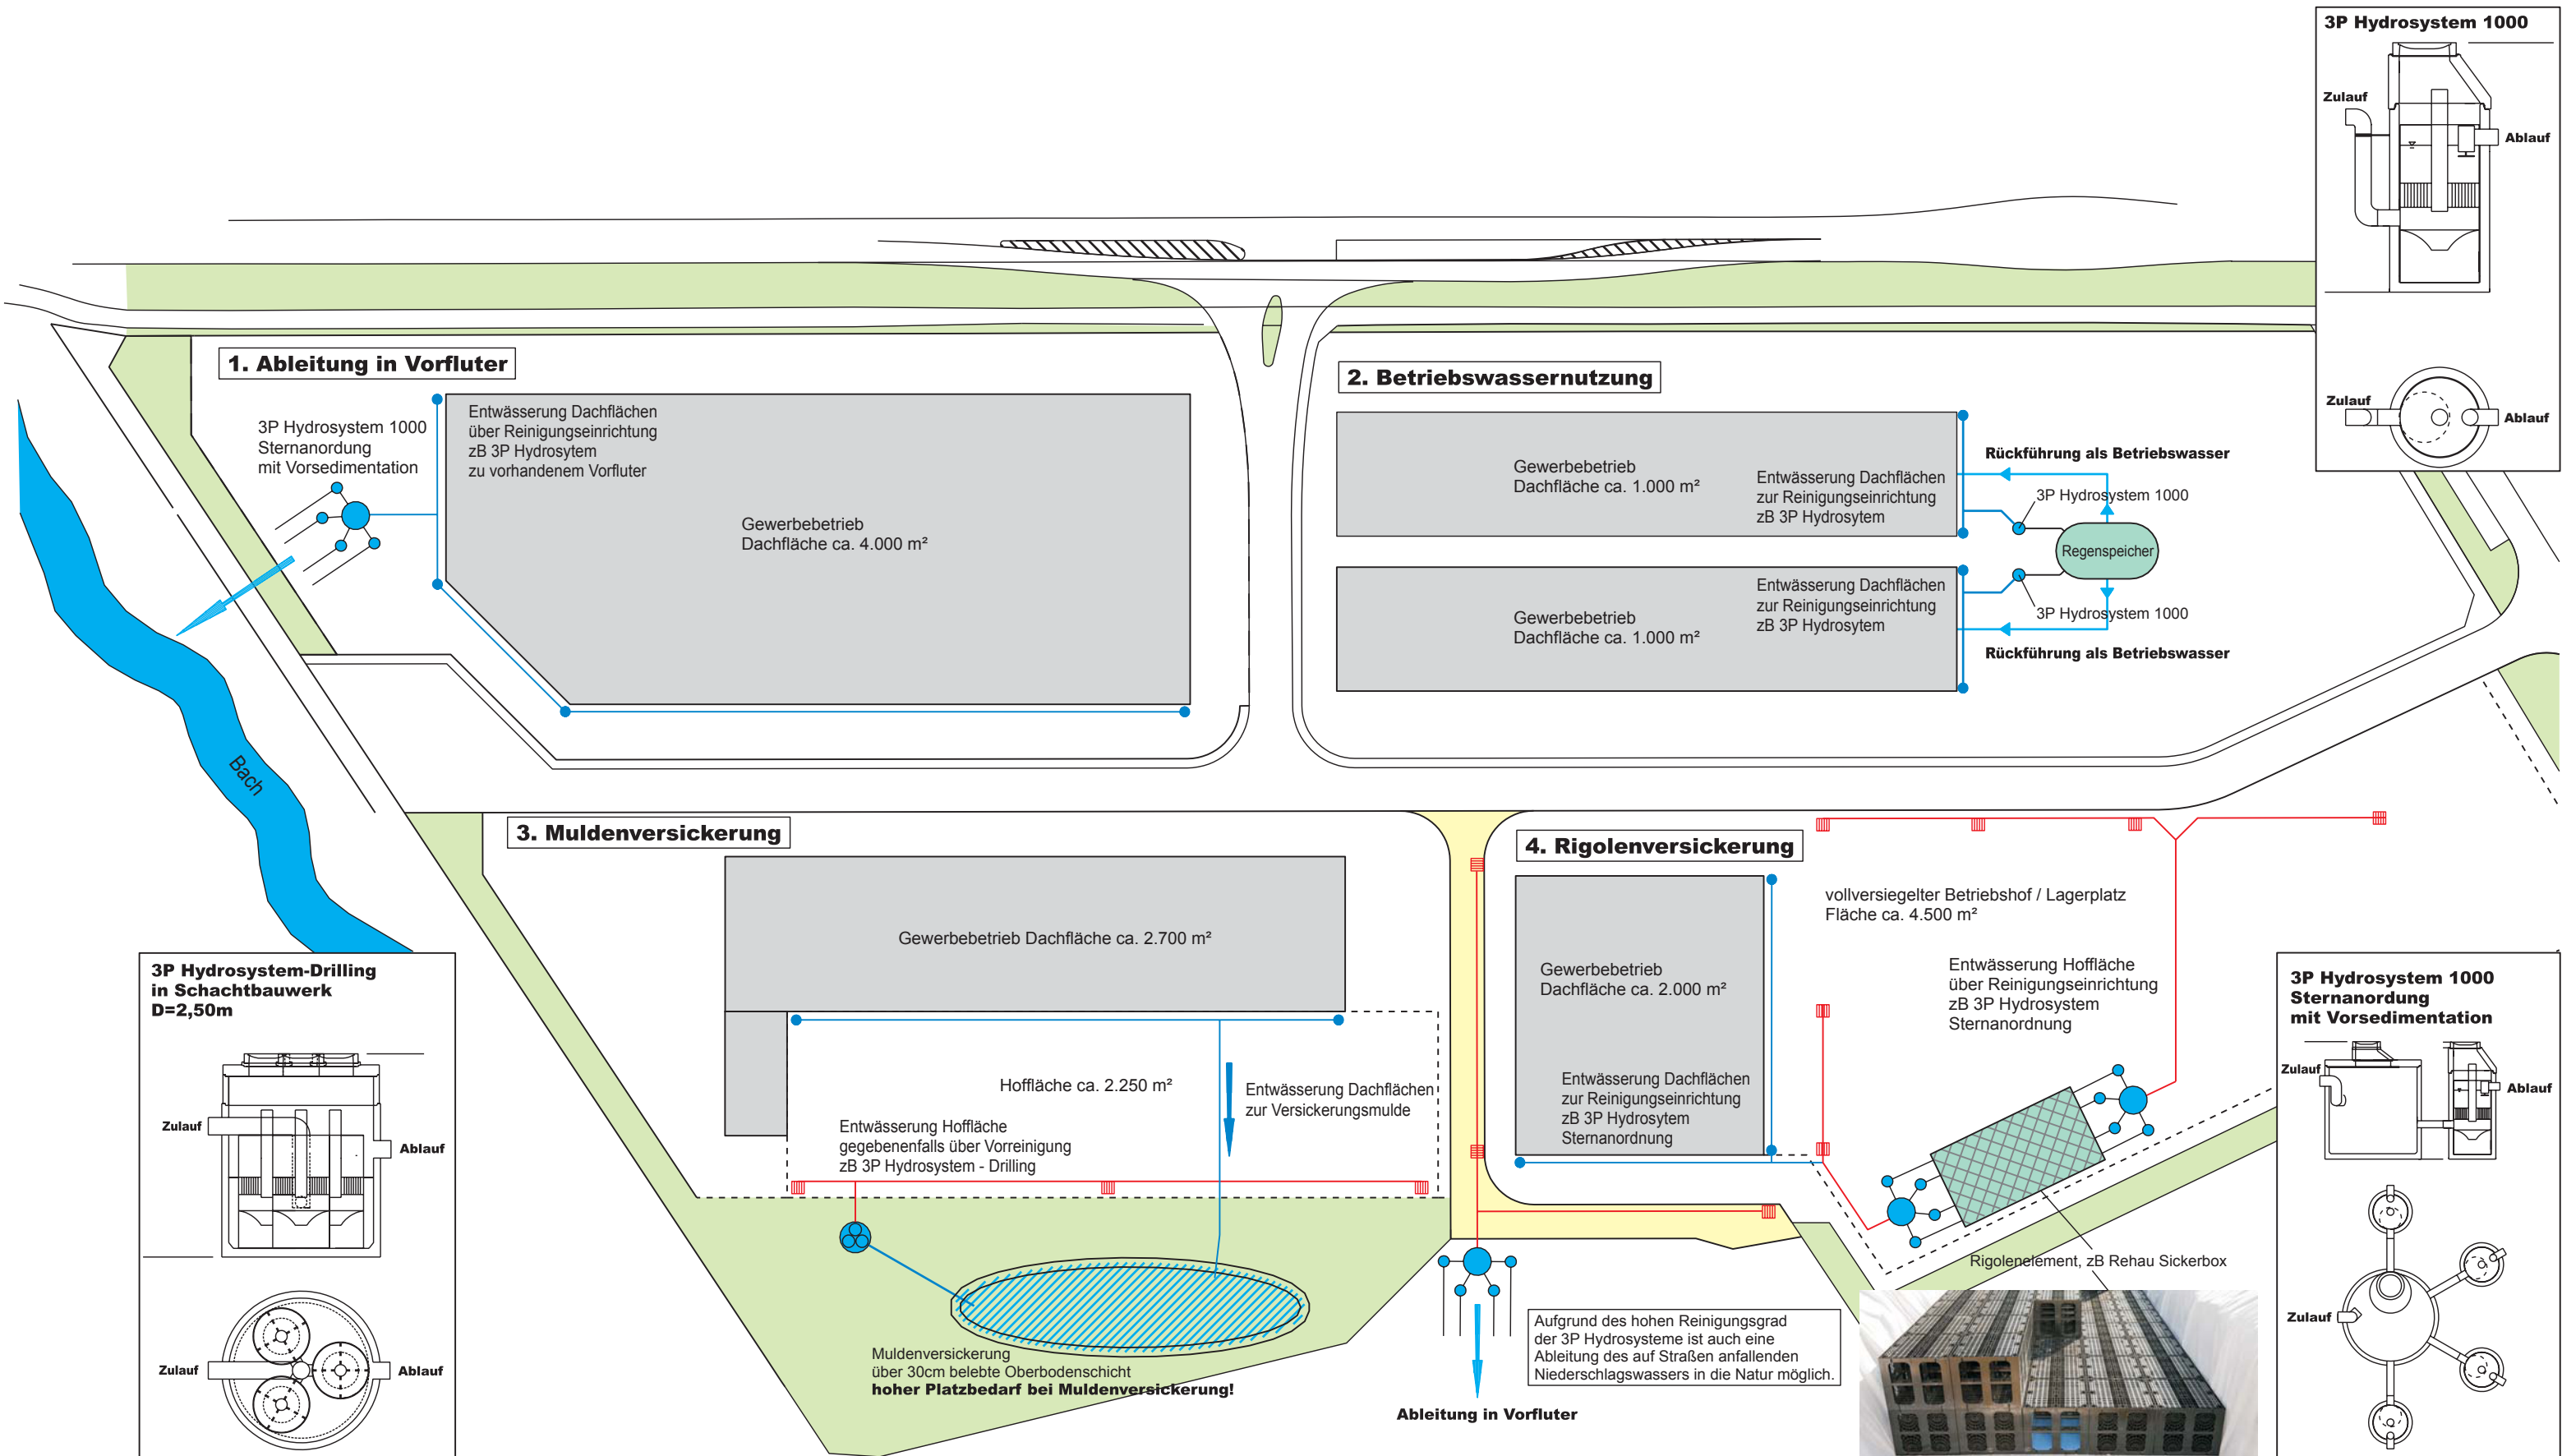 3P Hydrosystem 1000
Zulauf
Ablauf
Zulauf
Ablauf
1. Ableitung in Vorfluter
3P Hydrosystem 1000
Sternanordung
mit Vorsedimentation
Entwässerung Dachflächen
über Reinigungseinrichtung
zB 3P Hydrosytem
zu vorhandenem Vorfluter
Gewerbebetrieb
Dachfläche ca. 4.000 m²
Bach
2. Betriebswassernutzung
Gewerbebetrieb
Dachfläche ca. 1.000 m²
Entwässerung Dachflächen
zur Reinigungseinrichtung
zB 3P Hydrosytem
Rückführung als Betriebswasser
3P Hydrosystem 1000
Regenspeicher
Gewerbebetrieb
Dachfläche ca. 1.000 m²
Entwässerung Dachflächen
zur Reinigungseinrichtung
zB 3P Hydrosytem
3P Hydrosystem 1000
Rückführung als Betriebswasser
3. Muldenversickerung
Gewerbebetrieb Dachfläche ca. 2.700 m²
Hoffläche ca. 2.250 m²
Entwässerung Dachflächen
zur Versickerungsmulde
Entwässerung Hoffläche
gegebenenfalls über Vorreinigung
zB 3P Hydrosystem - Drilling
Muldenversickerung
über 30cm belebte Oberbodenschicht
hoher Platzbedarf bei Muldenversickerung!
4. Rigolenversickerung
Gewerbebetrieb
Dachfläche ca. 2.000 m²
Entwässerung Dachflächen
zur Reinigungseinrichtung
zB 3P Hydrosytem
Sternanordnung
vollversiegelter Betriebshof / Lagerplatz
Fläche ca. 4.500 m²
Entwässerung Hoffläche
über Reinigungseinrichtung
zB 3P Hydrosystem
Sternanordnung
Rigolenelement, zB Rehau Sickerbox
Aufgrund des hohen Reinigungsgrad
der 3P Hydrosysteme ist auch eine
Ableitung des auf Straßen anfallenden
Niederschlagswassers in die Natur möglich.
Ableitung in Vorfluter
3P Hydrosystem-Drilling
in Schachtbauwerk
D=2,50m
Zulauf
Ablauf
Zulauf
Ablauf
3P Hydrosystem 1000
Sternanordung
mit Vorsedimentation
Zulauf
Ablauf
Zulauf